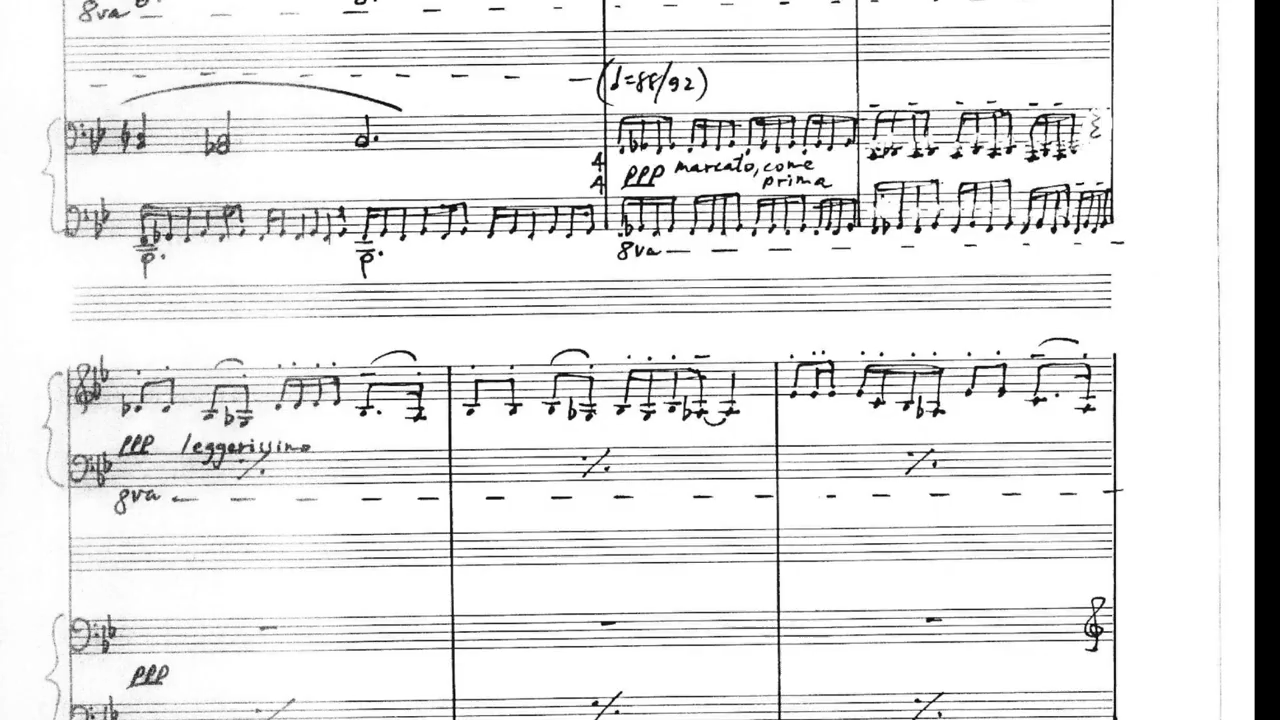 8va
(𝅗𝅥=88/92)
4
4
ppp marcato, come
prima
8va
ppp leggerissimo
8va
ppp